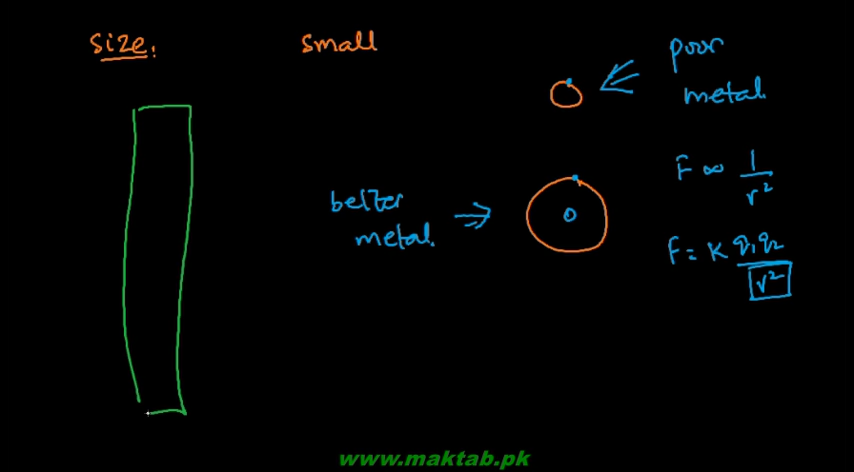 size:
small
poor
metal.
F ∝ 1/r²
better
metal.
F = K q₁q₂/r²
www.maktab.pk